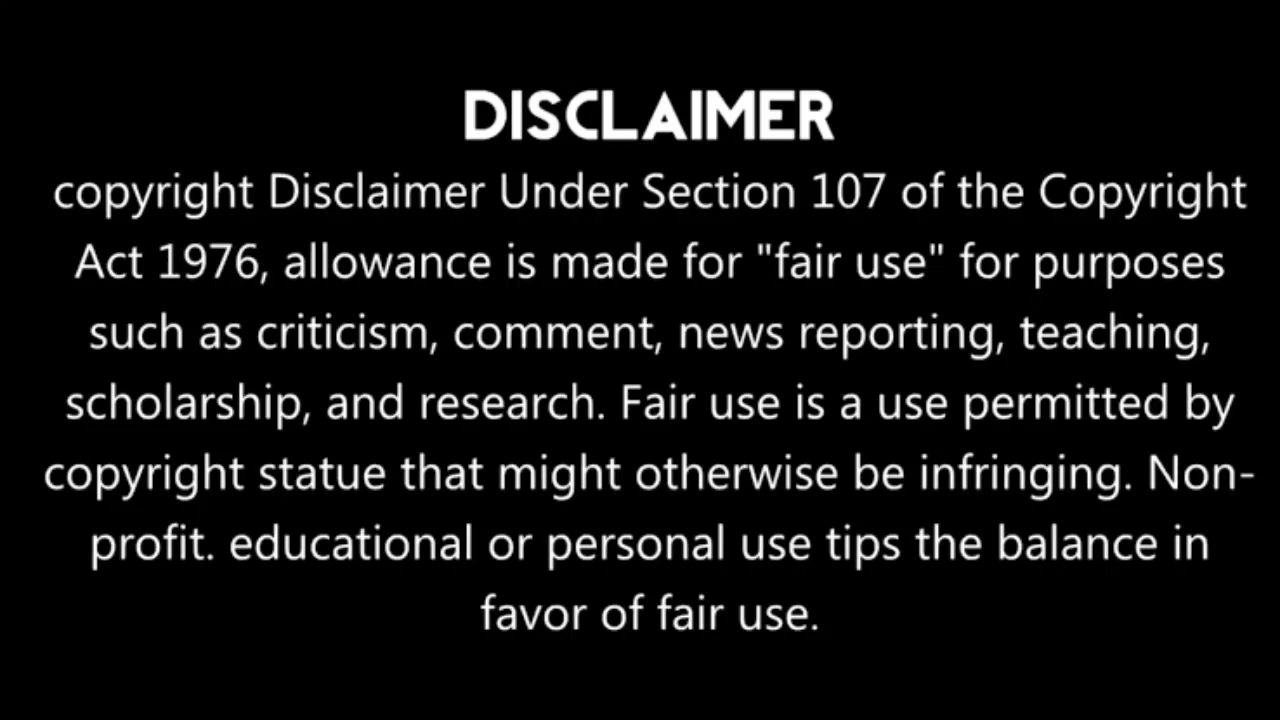 DISCLAIMER
copyright Disclaimer Under Section 107 of the Copyright
Act 1976, allowance is made for "fair use" for purposes
such as criticism, comment, news reporting, teaching,
scholarship, and research. Fair use is a use permitted by
copyright statue that might otherwise be infringing. Non-
profit. educational or personal use tips the balance in
favor of fair use.